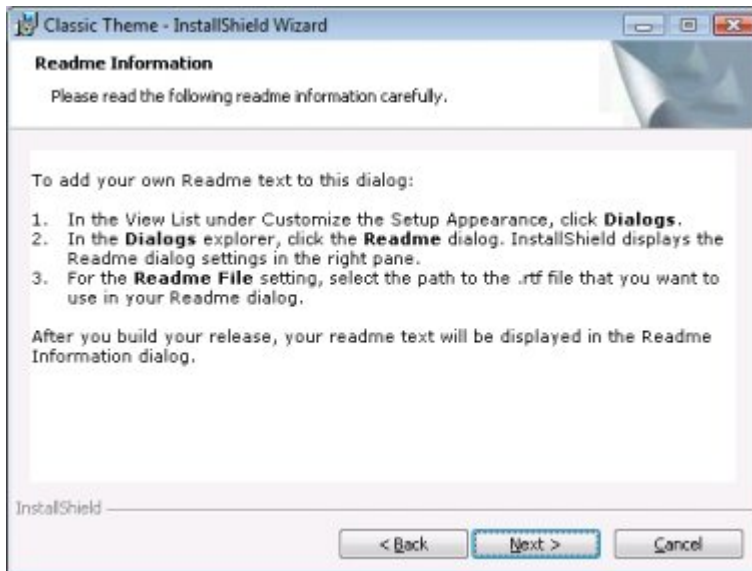 Classic Theme - InstallShield Wizard
Readme Information
Please read the following readme information carefully.
To add your own Readme text to this dialog:
1. In the View List under Customize the Setup Appearance, click Dialogs.
2. In the Dialogs explorer, click the Readme dialog. InstallShield displays the
Readme dialog settings in the right pane.
3. For the Readme File setting, select the path to the .rtf file that you want to
use in your Readme dialog.
After you build your release, your readme text will be displayed in the Readme
Information dialog.
InstallShield
< Back
Next >
Cancel